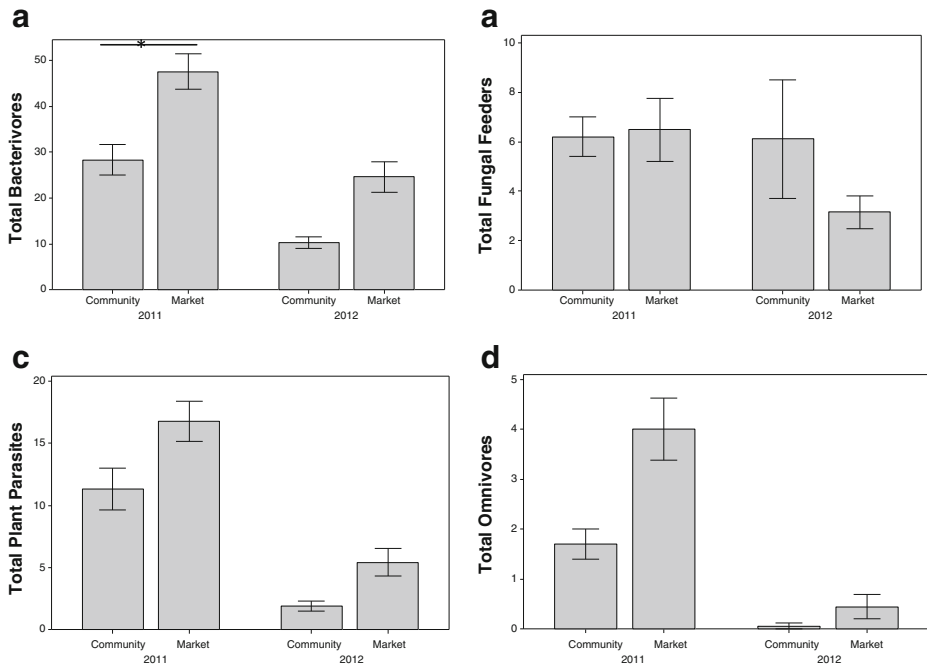 a
Total Bacterivores
50
40
30
20
10
0
*
Community Market Community Market
2011 2012
a
Total Fungal Feeders
10
8
6
4
2
0
Community Market Community Market
2011 2012
c
Total Plant Parasites
20
15
10
5
0
Community Market Community Market
2011 2012
d
Total Omnivores
5
4
3
2
1
0
Community Market Community Market
2011 2012